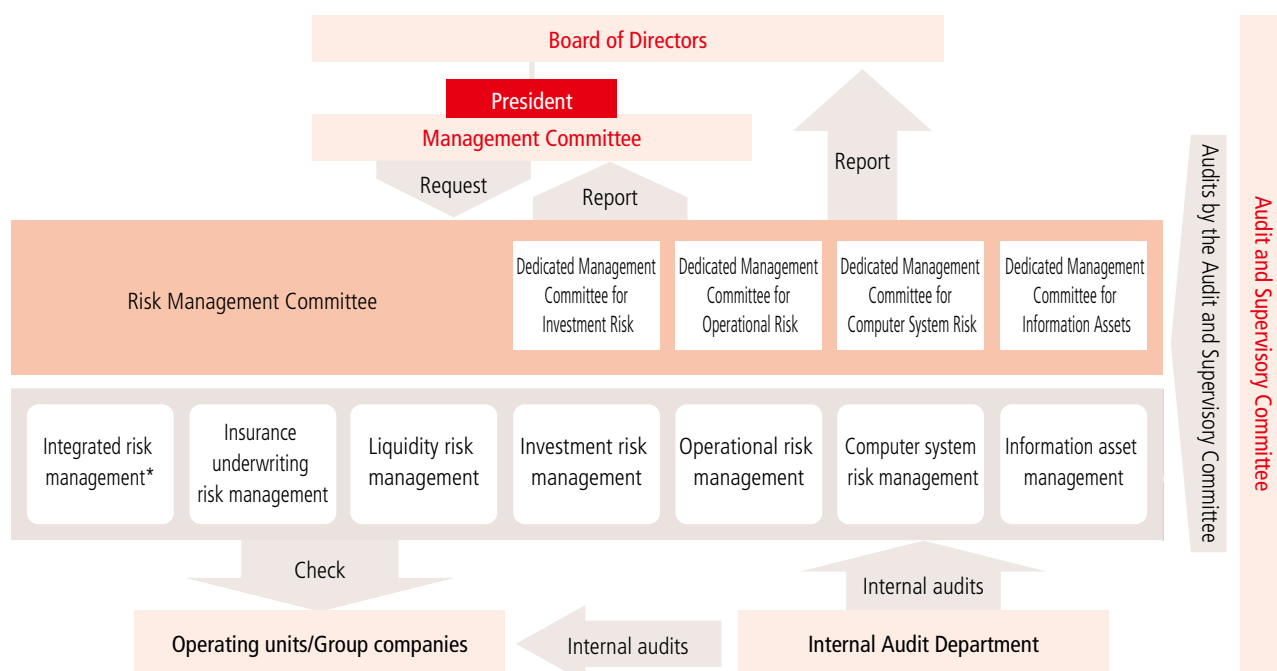 Board of Directors
President
Management Committee
Request
Report
Report
Risk Management Committee
Dedicated Management
Committee for
Investment Risk
Dedicated Management
Committee for
Operational Risk
Dedicated Management
Committee for
Computer System Risk
Dedicated Management
Committee for
Information Assets
Integrated risk
management*
Insurance
underwriting
risk management
Liquidity risk
management
Investment risk
management
Operational risk
management
Computer system
risk management
Information asset
management
Check
Internal audits
Operating units/Group companies
Internal audits
Internal Audit Department
Audits by the Audit and Supervisory Committee
Audit and Supervisory Committee